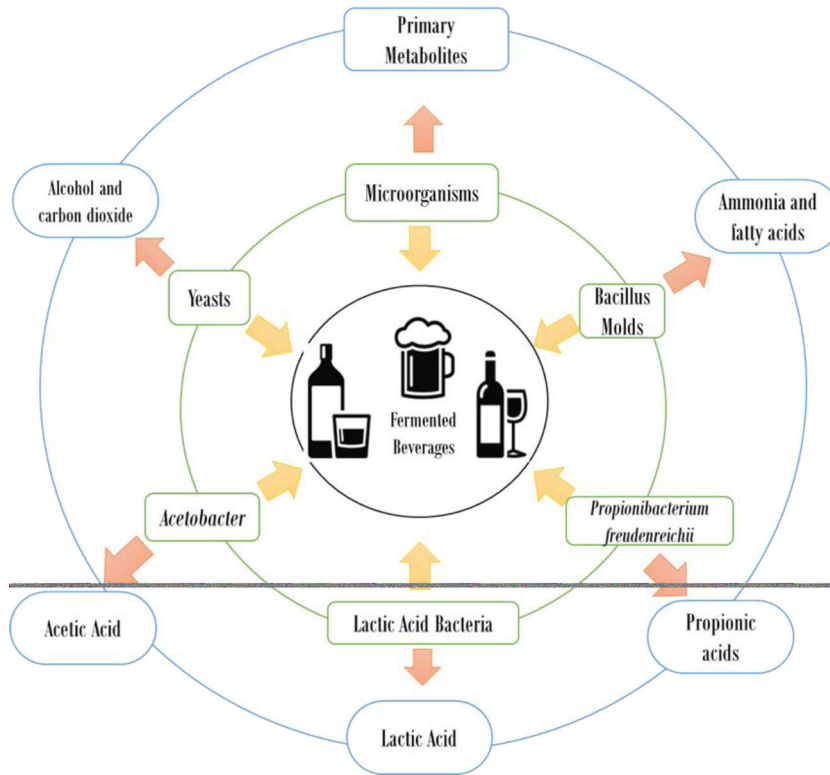 Primary
Metabolites
Microorganisms
Alcohol and
carbon dioxide
Ammonia and
fatty acids
Yeasts
Bacillus
Molds
Fermented
Beverages
Acetobacter
Propionibacterium
freudenreichii
Acetic Acid
Lactic Acid Bacteria
Propionic
acids
Lactic Acid